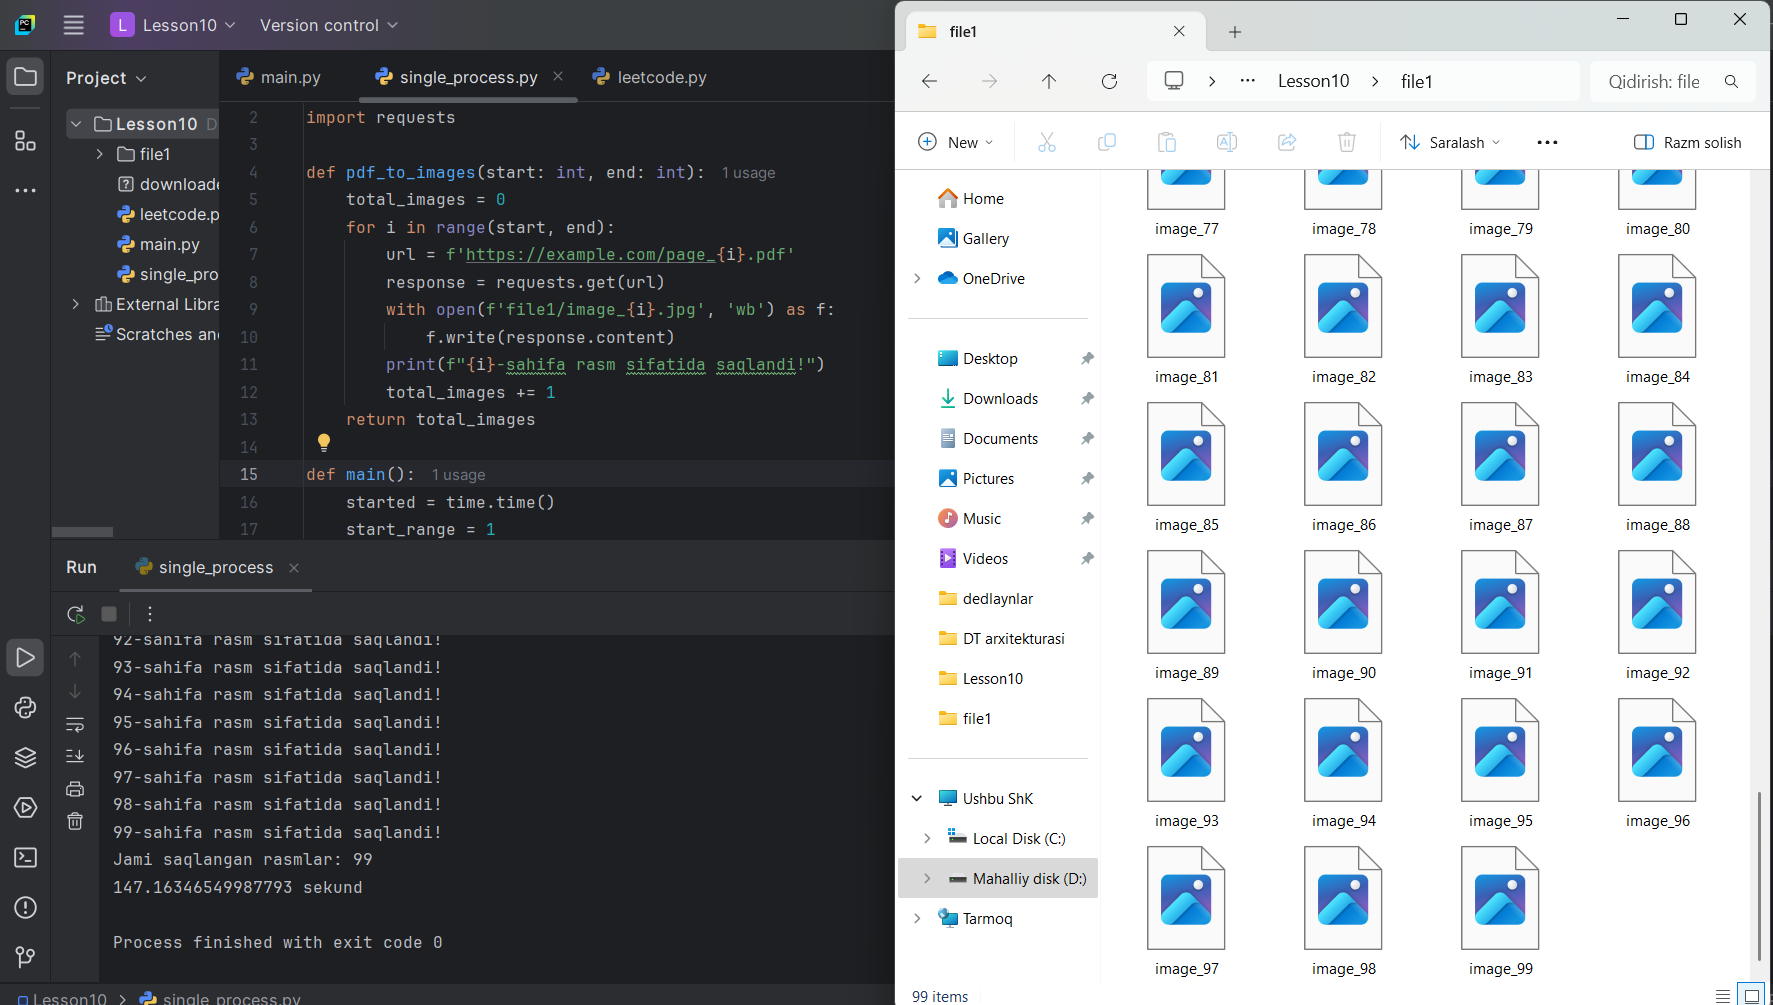 PC
L
Lesson10
Version control
Project
main.py
single_process.py
leetcode.py
Lesson10 D
file1
downloade
leetcode.p
main.py
single_pro
External Libra
Scratches an
2 import requests
3
4 def pdf_to_images(start: int, end: int): 1 usage
5 total_images = 0
6 for i in range(start, end):
7 url = f'https://example.com/page_{i}.pdf'
8 response = requests.get(url)
9 with open(f'file1/image_{i}.jpg', 'wb') as f:
10 f.write(response.content)
11 print(f"{i}-sahifa rasm sifatida saqlandi!")
12 total_images += 1
13 return total_images
14
15 def main(): 1 usage
16 started = time.time()
17 start_range = 1
Run
single_process
92-sahifa rasm sifatida saqlandi!
93-sahifa rasm sifatida saqlandi!
94-sahifa rasm sifatida saqlandi!
95-sahifa rasm sifatida saqlandi!
96-sahifa rasm sifatida saqlandi!
97-sahifa rasm sifatida saqlandi!
98-sahifa rasm sifatida saqlandi!
99-sahifa rasm sifatida saqlandi!
Jami saqlangan rasmlar: 99
147.16346549987793 sekund
Process finished with exit code 0
Lesson10 > single_process.py
file1
Lesson10 > file1
Qidirish: file
New
Saralash
Razm solish
Home
Gallery
OneDrive
Desktop
Downloads
Documents
Pictures
Music
Videos
dedlaynlar
DT arxitekturasi
Lesson10
file1
Ushbu ShK
Local Disk (C:)
Mahalliy disk (D:)
Tarmoq
image_77 image_78 image_79 image_80
image_81 image_82 image_83 image_84
image_85 image_86 image_87 image_88
image_89 image_90 image_91 image_92
image_93 image_94 image_95 image_96
image_97 image_98 image_99
99 items